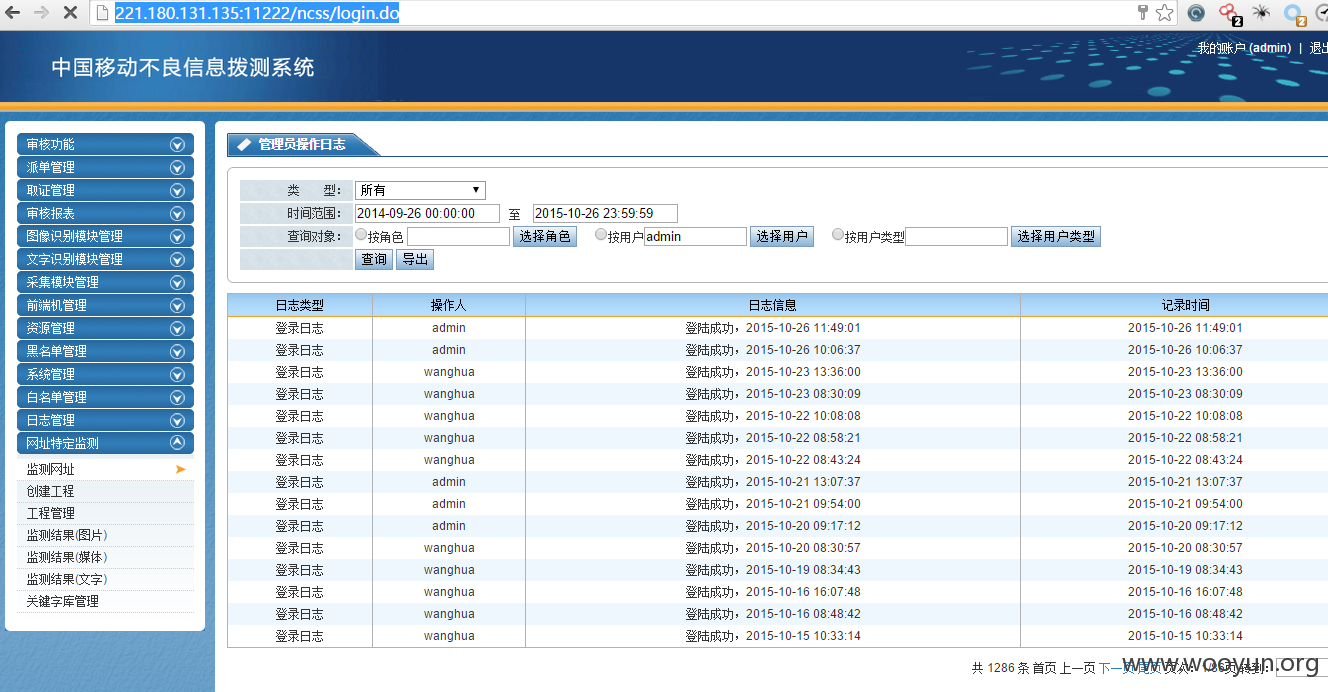 221.180.131.135:11222/ncss/login.do
2
2
我的账户 (admin) | 退出
中国移动不良信息拨测系统
审核功能
派单管理
取证管理
审核报表
图像识别模块管理
文字识别模块管理
采集模块管理
前端机管理
资源管理
黑名单管理
系统管理
白名单管理
日志管理
网址特定监测
监测网址
创建工程
工程管理
监测结果(图片)
监测结果(媒体)
监测结果(文字)
关键字库管理
管理员操作日志
类 型: 所有
时间范围: 2014-09-26 00:00:00 至 2015-10-26 23:59:59
查询对象: 按角色 选择角色 按用户 admin 选择用户 按用户类型 选择用户类型
查询 导出
日志类型 操作人 日志信息 记录时间
登录日志 admin 登陆成功，2015-10-26 11:49:01 2015-10-26 11:49:01
登录日志 admin 登陆成功，2015-10-26 10:06:37 2015-10-26 10:06:37
登录日志 wanghua 登陆成功，2015-10-23 13:36:00 2015-10-23 13:36:00
登录日志 wanghua 登陆成功，2015-10-23 08:30:09 2015-10-23 08:30:09
登录日志 wanghua 登陆成功，2015-10-22 10:08:08 2015-10-22 10:08:08
登录日志 wanghua 登陆成功，2015-10-22 08:58:21 2015-10-22 08:58:21
登录日志 wanghua 登陆成功，2015-10-22 08:43:24 2015-10-22 08:43:24
登录日志 admin 登陆成功，2015-10-21 13:07:37 2015-10-21 13:07:37
登录日志 admin 登陆成功，2015-10-21 09:54:00 2015-10-21 09:54:00
登录日志 admin 登陆成功，2015-10-20 09:17:12 2015-10-20 09:17:12
登录日志 wanghua 登陆成功，2015-10-20 08:30:57 2015-10-20 08:30:57
登录日志 wanghua 登陆成功，2015-10-19 08:34:43 2015-10-19 08:34:43
登录日志 wanghua 登陆成功，2015-10-16 16:07:48 2015-10-16 16:07:48
登录日志 wanghua 登陆成功，2015-10-16 08:48:42 2015-10-16 08:48:42
登录日志 wanghua 登陆成功，2015-10-15 10:33:14 2015-10-15 10:33:14
共 1286 条 首页 上一页 下一页 尾页
www.wooyun.org